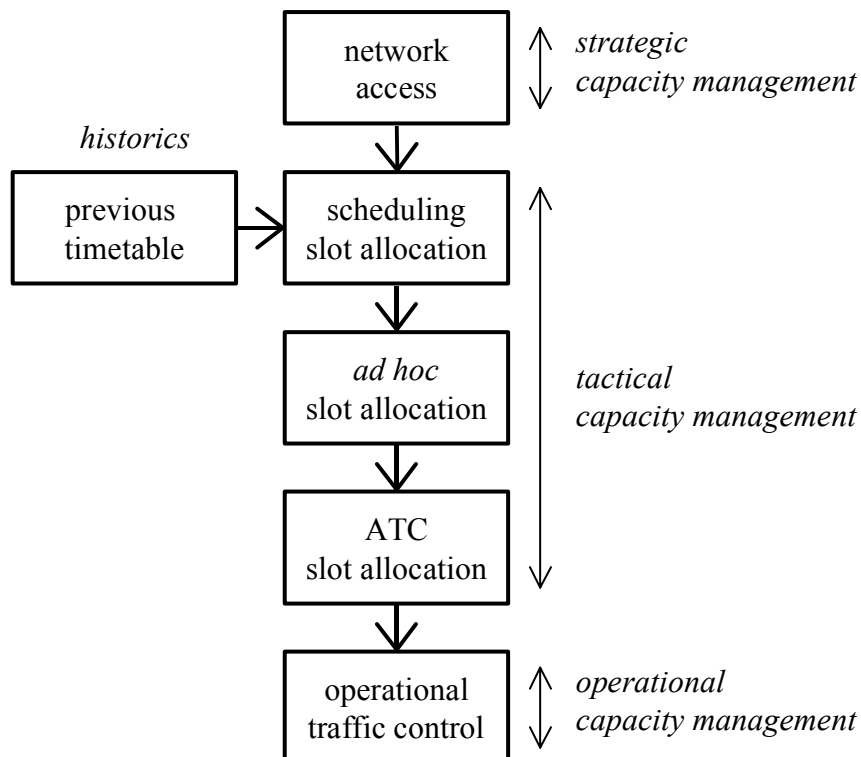 network
access
strategic
capacity management
historics
previous
timetable
scheduling
slot allocation
ad hoc
slot allocation
tactical
capacity management
ATC
slot allocation
operational
traffic control
operational
capacity management